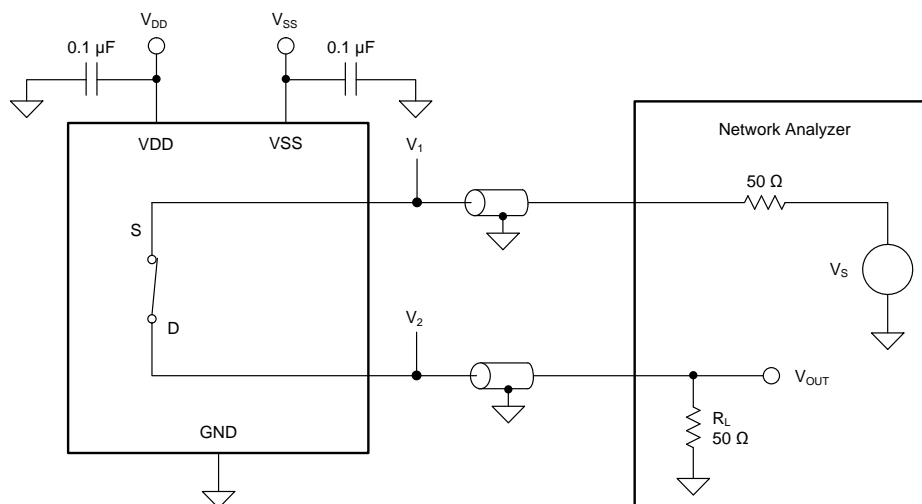 V_DD
V_SS
0.1 µF
0.1 µF
VDD
VSS
V_1
Network Analyzer
50 Ω
S
V_S
D
V_2
V_OUT
R_L
50 Ω
GND